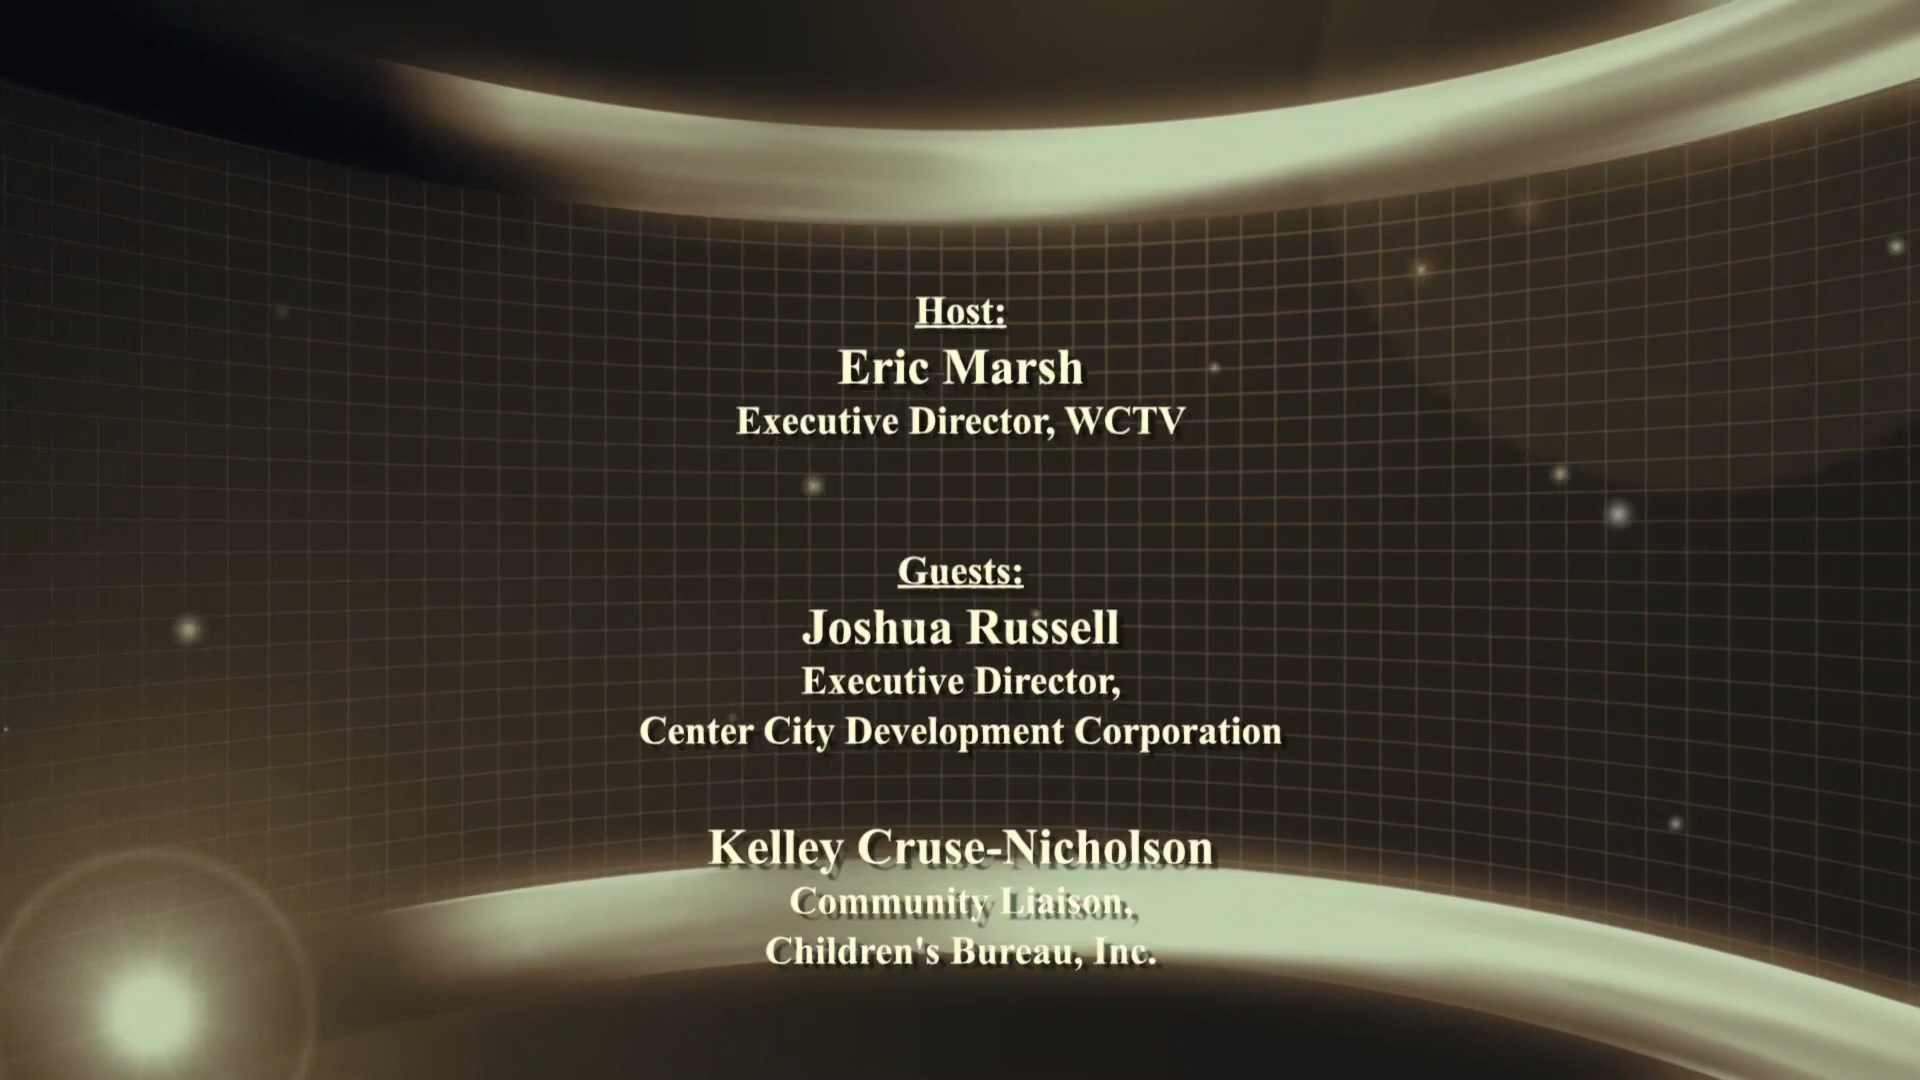 Host:
Eric Marsh
Executive Director, WCTV
Guests:
Joshua Russell
Executive Director,
Center City Development Corporation
Kelley Cruse-Nicholson
Community Liaison,
Children's Bureau, Inc.